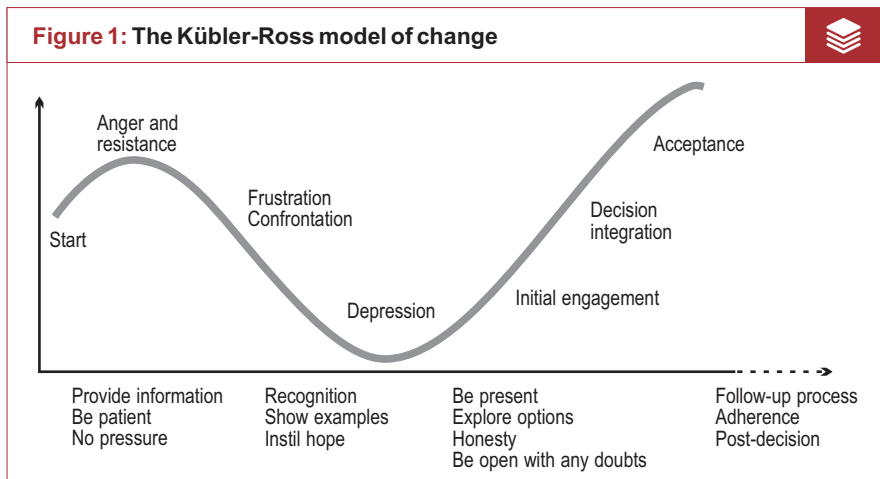 Figure 1: The Kübler-Ross model of change
Anger and
resistance
Start
Frustration
Confrontation
Depression
Initial engagement
Decision
integration
Acceptance
Provide information
Be patient
No pressure
Recognition
Show examples
Instil hope
Be present
Explore options
Honesty
Be open with any doubts
Follow-up process
Adherence
Post-decision